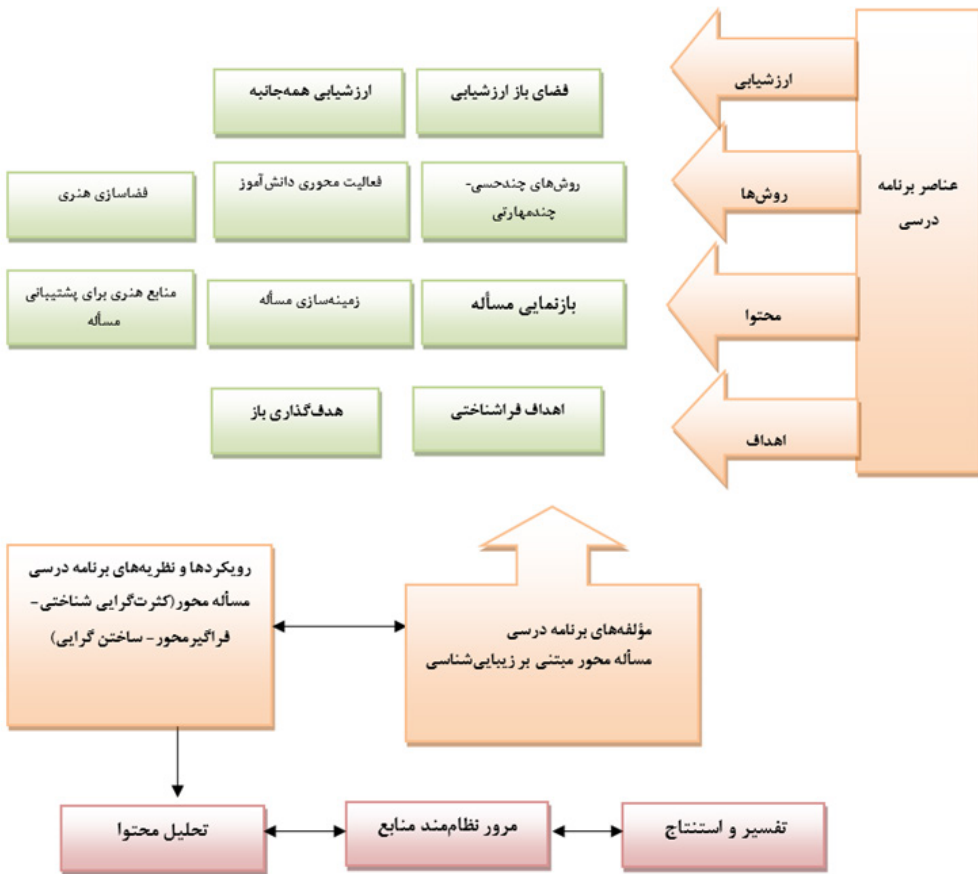 عناصر برنامه
درسی
ارزشیابی
فضای باز ارزشیابی
ارزشیابی همه‌جانبه
روش‌ها
روش‌های چندحسی-
چندمهارتی
فعالیت محوری دانش‌آموز
فضاسازی هنری
محتوا
بازنمایی مسأله
زمینه‌سازی مسأله
منابع هنری برای پشتیبانی
مسأله
اهداف
اهداف فراشناختی
هدف‌گذاری باز
مؤلفه‌های برنامه درسی
مسأله محور مبتنی بر زیبایی‌شناسی
رویکردها و نظریه‌های برنامه درسی
مسأله محور(کثرت‌گرایی شناختی-
فراگیرمحور- ساختن گرایی)
تفسیر و استنتاج
مرور نظام‌مند منابع
تحلیل محتوا